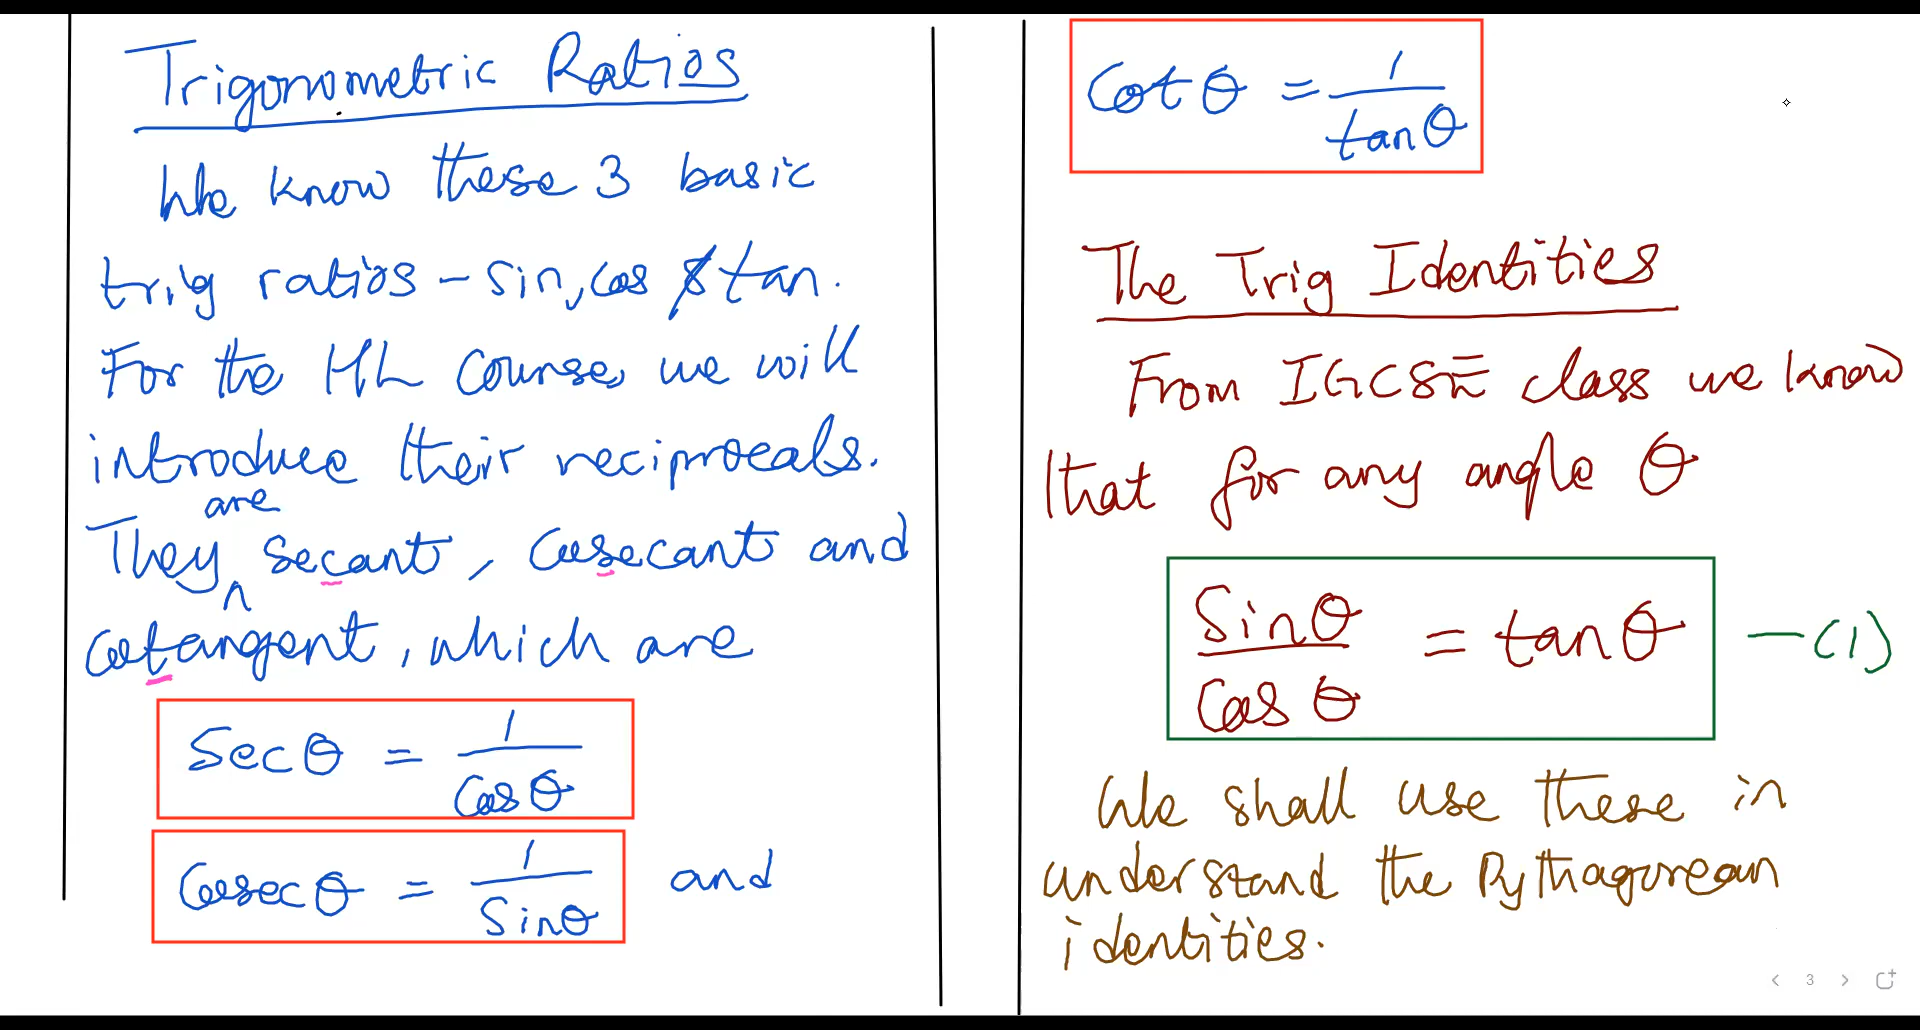 Trigonometric Ratios
We know these 3 basic
trig ratios - sin, cos & tan.
For the HL course, we will
introduce their reciprocals.
are
They ^ secant, cosecant and
cotangent, which are
Sec θ = 1/Cos θ
Cosec θ = 1/Sin θ and
Cot θ = 1/tan θ
The Trig Identities
From IGCSE class we know
that for any angle θ
Sin θ/Cos θ = tan θ — (1)
We shall use these in
understand the Pythagorean
identities.
3